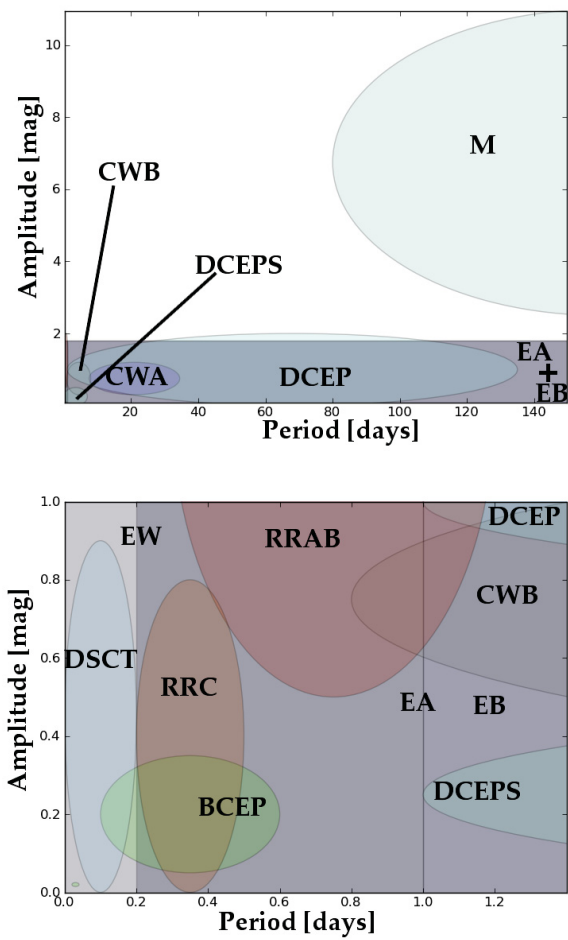 10
8
6
4
2
Amplitude [mag]
CWB
DCEPS
M
CWA
DCEP
EA
+
EB
20 40 60 80 100 120 140
Period [days]
1.0
0.8
0.6
0.4
0.2
0.0
Amplitude [mag]
EW
RRAB
DCEP
CWB
DSCT
RRC
EA
EB
BCEP
DCEPS
0.0 0.2 0.4 0.6 0.8 1.0 1.2
Period [days]